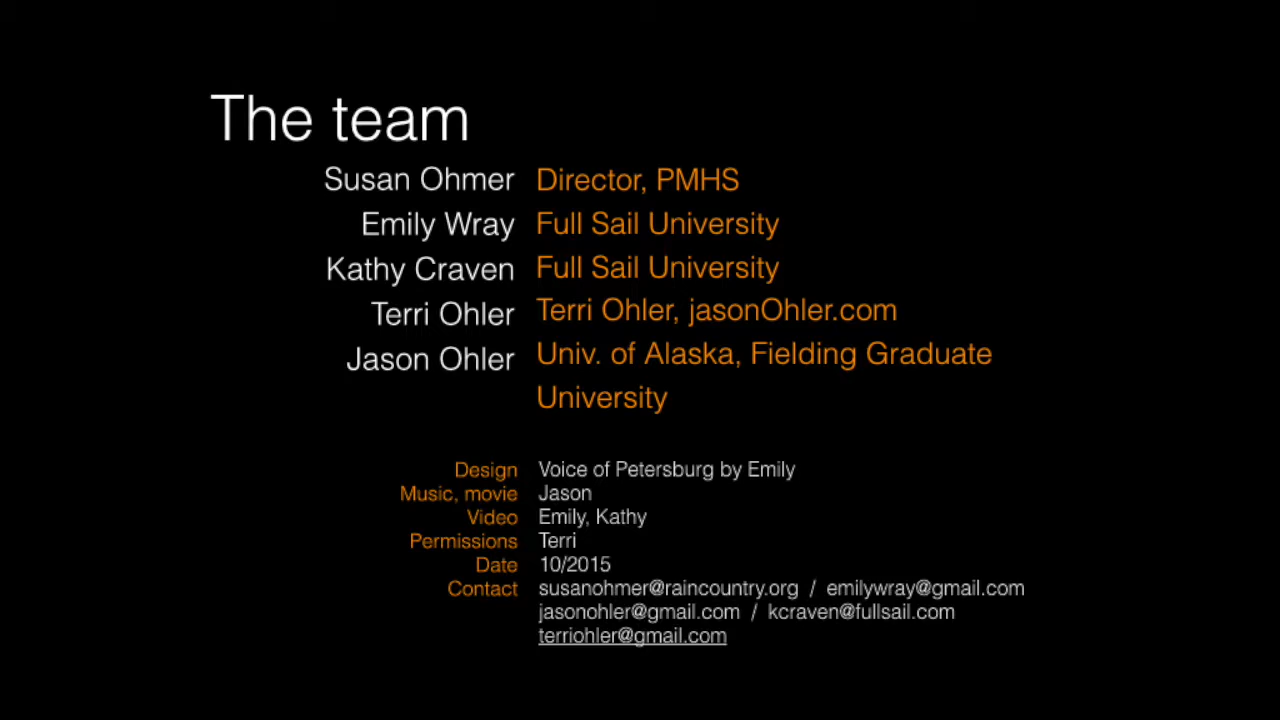 The team
Susan Ohmer Director, PMHS
Emily Wray Full Sail University
Kathy Craven Full Sail University
Terri Ohler Terri Ohler, jasonOhler.com
Jason Ohler Univ. of Alaska, Fielding Graduate
University
Design Voice of Petersburg by Emily
Music, movie Jason
Video Emily, Kathy
Permissions Terri
Date 10/2015
Contact susanohmer@raincountry.org / emilywray@gmail.com
jasonohler@gmail.com / kcraven@fullsail.com
terriohler@gmail.com